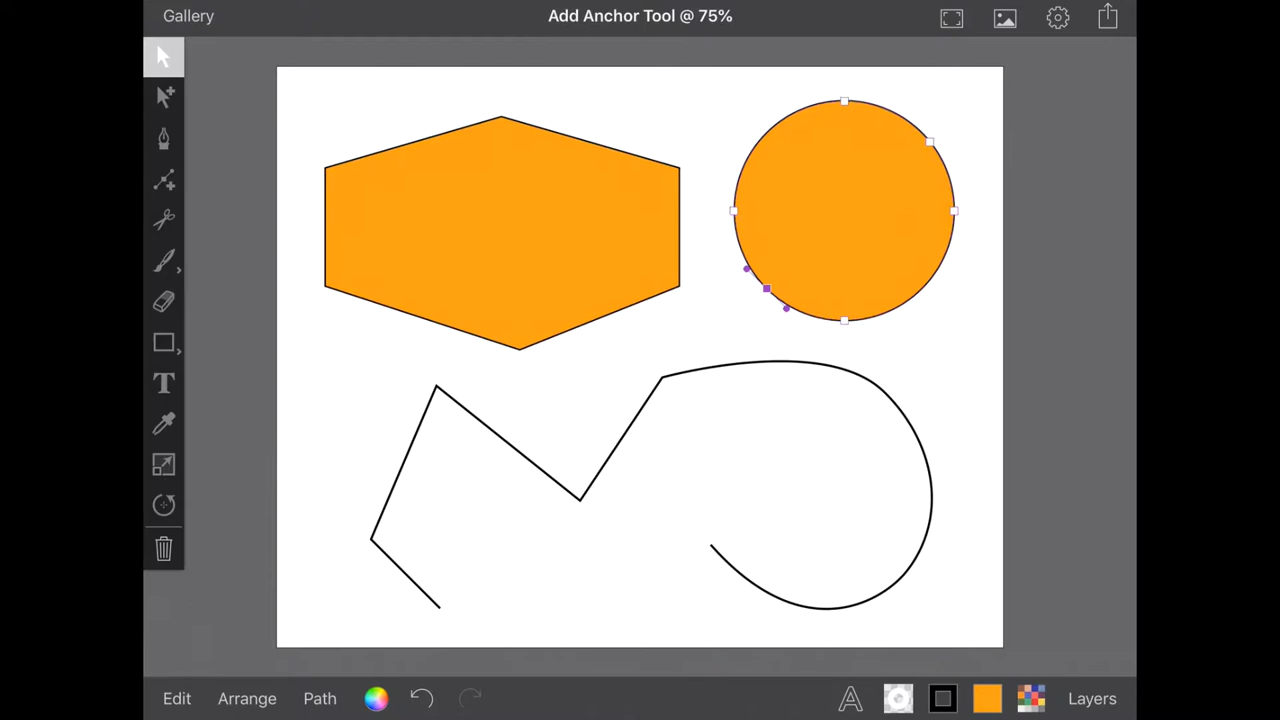 Gallery
Add Anchor Tool @ 75%
T
Edit
Arrange
Path
A
Layers